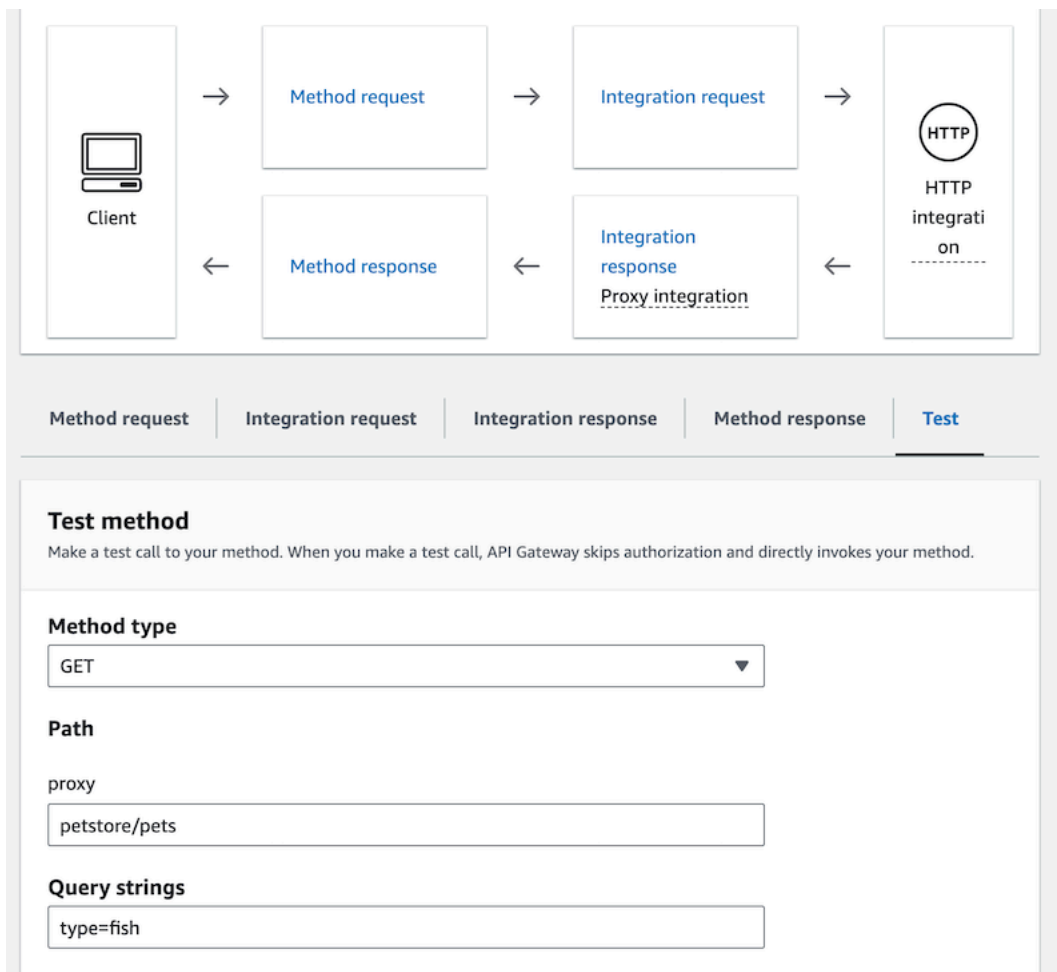 Client
Method request
Integration request
HTTP
HTTP
integrati
on
Method response
Integration
response
Proxy integration
Method request
Integration request
Integration response
Method response
Test
Test method
Make a test call to your method. When you make a test call, API Gateway skips authorization and directly invokes your method.
Method type
GET
Path
proxy
petstore/pets
Query strings
type=fish